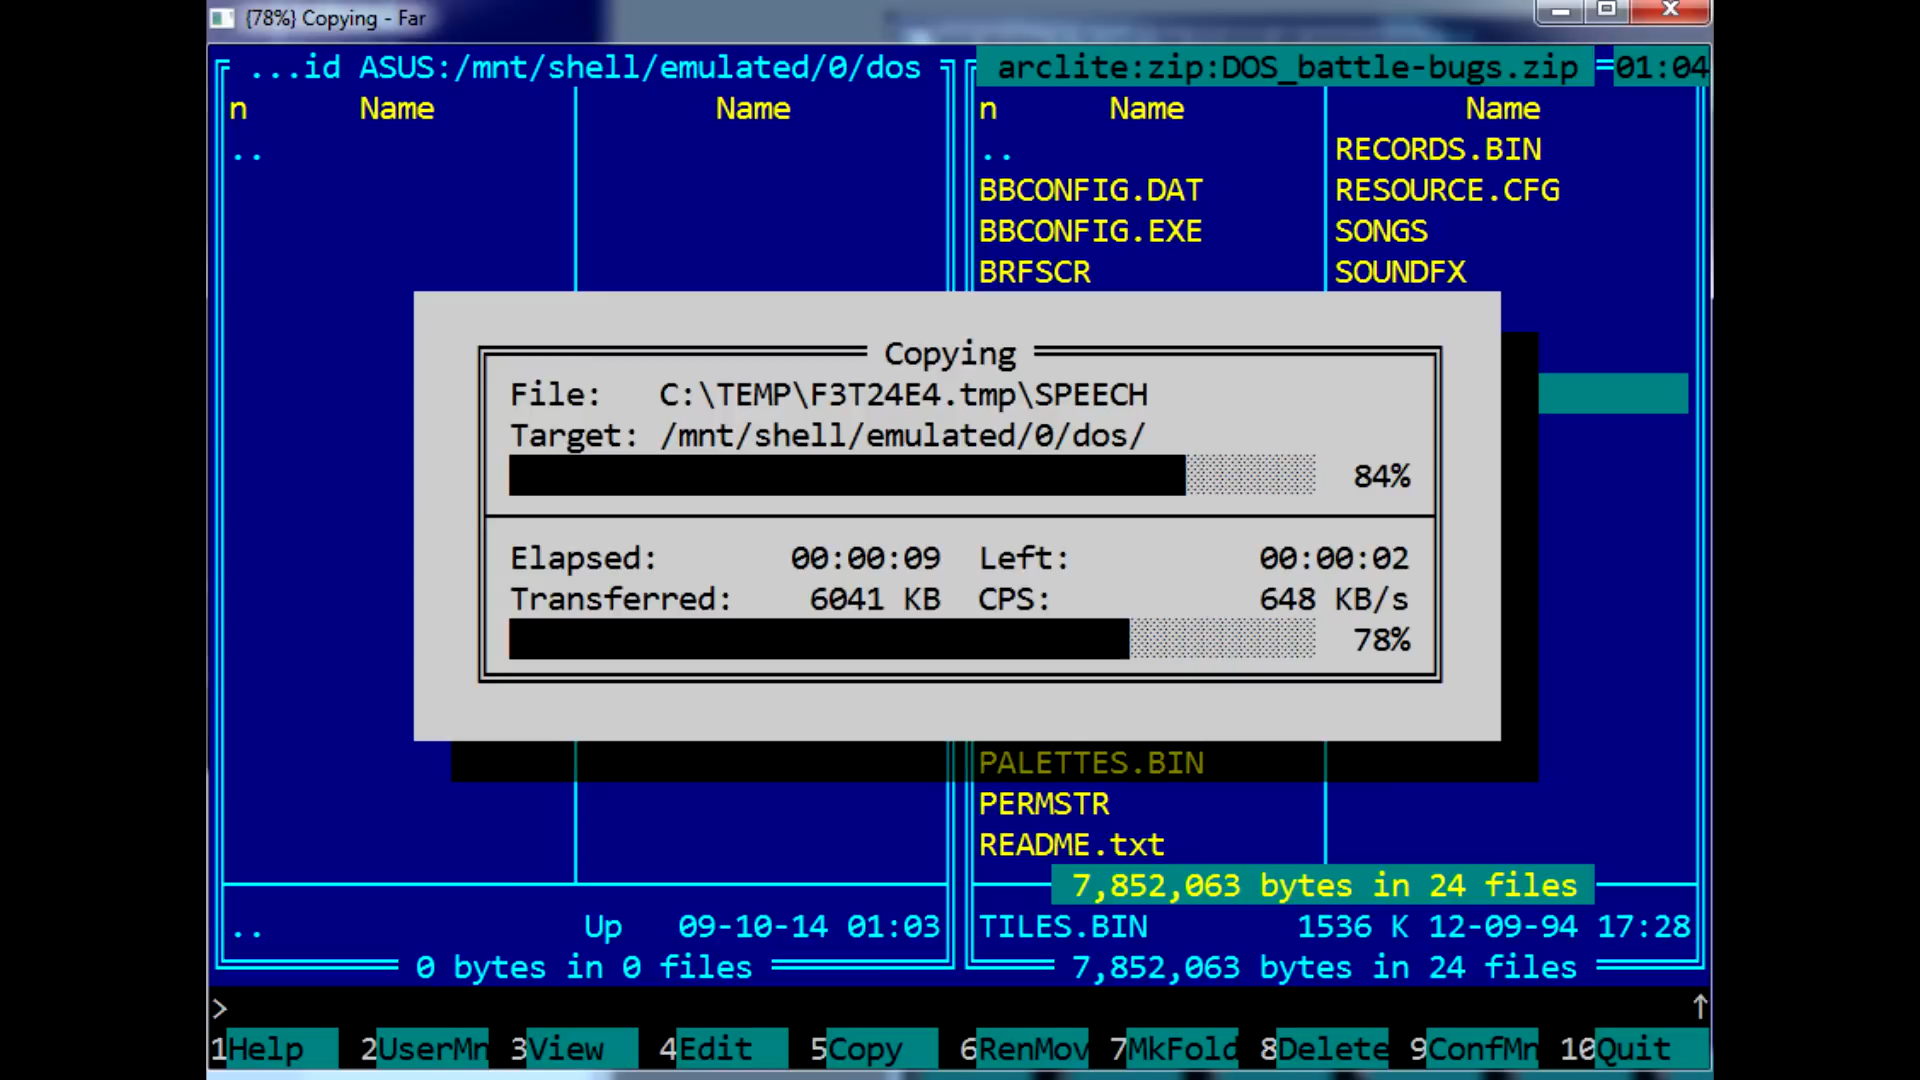 {78%} Copying - Far
...id ASUS:/mnt/shell/emulated/0/dos
arclite:zip:DOS_battle-bugs.zip
01:04
n Name Name
n Name Name
..
.. RECORDS.BIN
BBCONFIG.DAT RESOURCE.CFG
BBCONFIG.EXE SONGS
BRFSCR SOUNDFX
Copying
File: C:\TEMP\F3T24E4.tmp\SPEECH
Target: /mnt/shell/emulated/0/dos/
84%
Elapsed: 00:00:09 Left: 00:00:02
Transferred: 6041 KB CPS: 648 KB/s
78%
PALETTES.BIN
PERMSTR
README.txt
7,852,063 bytes in 24 files
.. Up 09-10-14 01:03
TILES.BIN 1536 K 12-09-94 17:28
0 bytes in 0 files
7,852,063 bytes in 24 files
> ↑
1Help 2UserMn 3View 4Edit 5Copy 6RenMov 7MkFold 8Delete 9ConfMn 10Quit